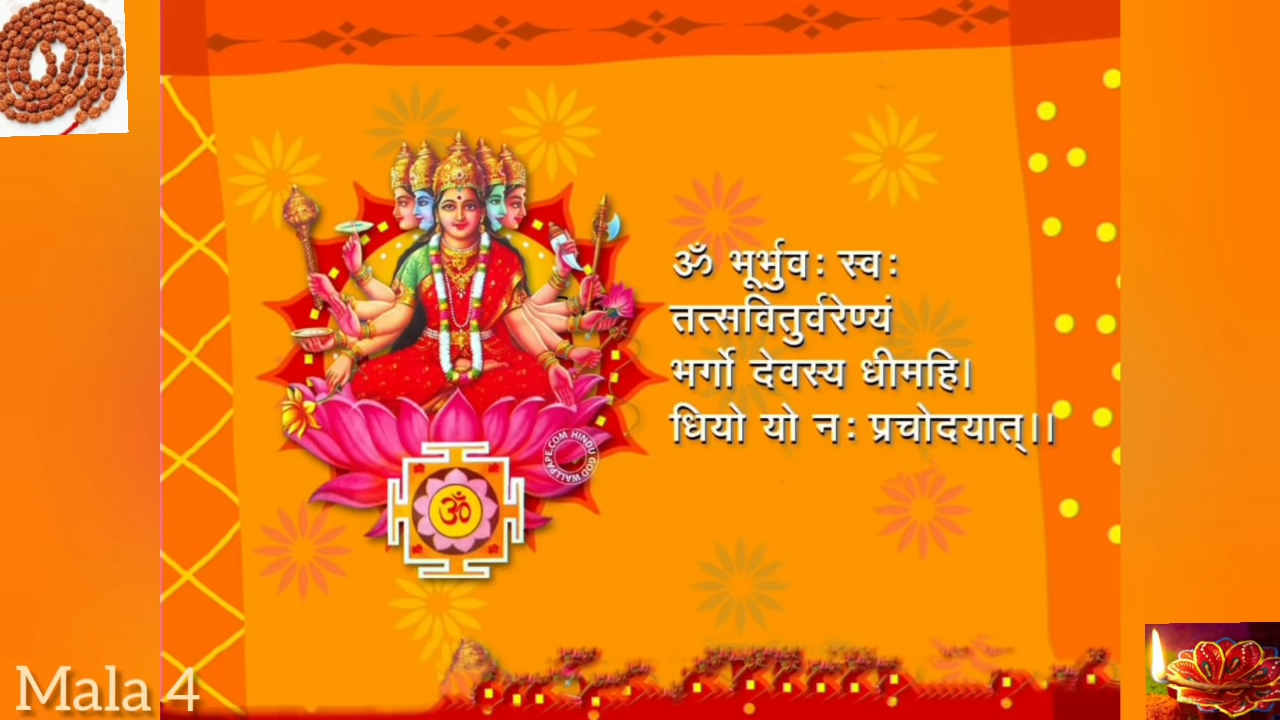 ॐ भूर्भुवः स्वः
तत्सवितुर्वरेण्यं
भर्गो देवस्य धीमहि।
धियो यो नः प्रचोदयात्।।
ॐ
Mala 4